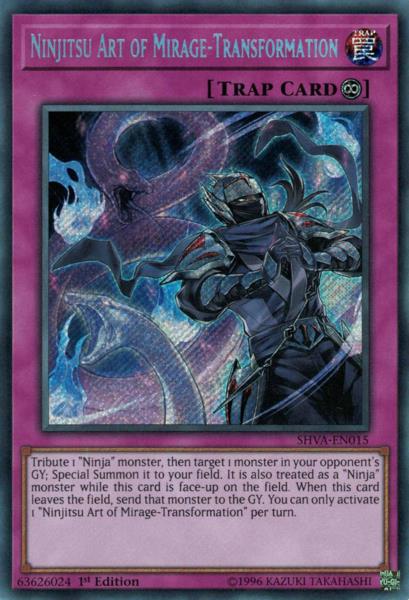 Ninjitsu Art of Mirage-Transformation
TRAP
罠
[Trap Card ]
SHVA-EN015
Tribute 1 "Ninja" monster, then target 1 monster in your opponent's
GY; Special Summon it to your field. It is also treated as a "Ninja"
monster while this card is face-up on the field. When this card
leaves the field, send that monster to the GY. You can only activate
1 "Ninjitsu Art of Mirage-Transformation" per turn.
63626024 1st Edition ©1996 KAZUKI TAKAHASHI